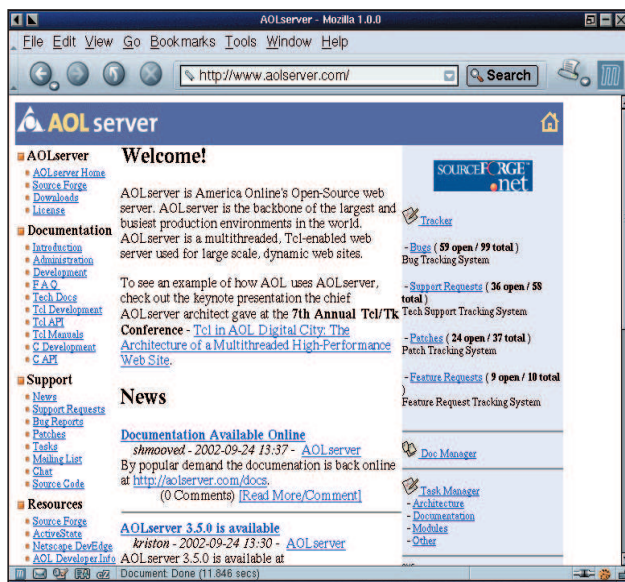 AOLserver - Mozilla 1.0.0
File Edit View Go Bookmarks Tools Window Help
http://www.aolserver.com/
Search
AOL server
AOLserver
AOLserver Home
Source Forge
Downloads
License
Documentation
Introduction
Administration
Development
F A Q
Tech Docs
Tcl Development
Tcl API
Tcl Manuals
C Development
C API
Support
News
Support Requests
Bug Reports
Patches
Tasks
Mailing List
Chat
Source Code
Resources
Source Forge
ActiveState
Netscape DevEdge
AOL Developer Info
Welcome!
AOLserver is America Online's Open-Source web
server. AOLserver is the backbone of the largest and
busiest production environments in the world.
AOLserver is a multithreaded, Tcl-enabled web
server used for large scale, dynamic web sites.
To see an example of how AOL uses AOLserver,
check out the keynote presentation the chief
AOLserver architect gave at the 7th Annual Tcl/Tk
Conference - Tcl in AOL Digital City: The
Architecture of a Multithreaded High-Performance
Web Site.
News
Documentation Available Online
shmooved - 2002-09-24 13:37 - AOLserver
By popular demand the documenation is back online
at http://aolserver.com/docs.
(0 Comments) [Read More/Comment]
AOLserver 3.5.0 is available
kriston - 2002-09-24 13:30 - AOLserver
AOLserver 3.5.0 is available at
SOURCEFORGE
.net
Tracker
- Bugs ( 59 open / 99 total )
Bug Tracking System
- Support Requests ( 36 open / 58
total )
Tech Support Tracking System
- Patches ( 24 open / 37 total )
Patch Tracking System
- Feature Requests ( 9 open / 10 total
)
Feature Request Tracking System
Doc Manager
Task Manager
- Architecture
- Documentation
- Modules
- Other
Document: Done (11.846 secs)